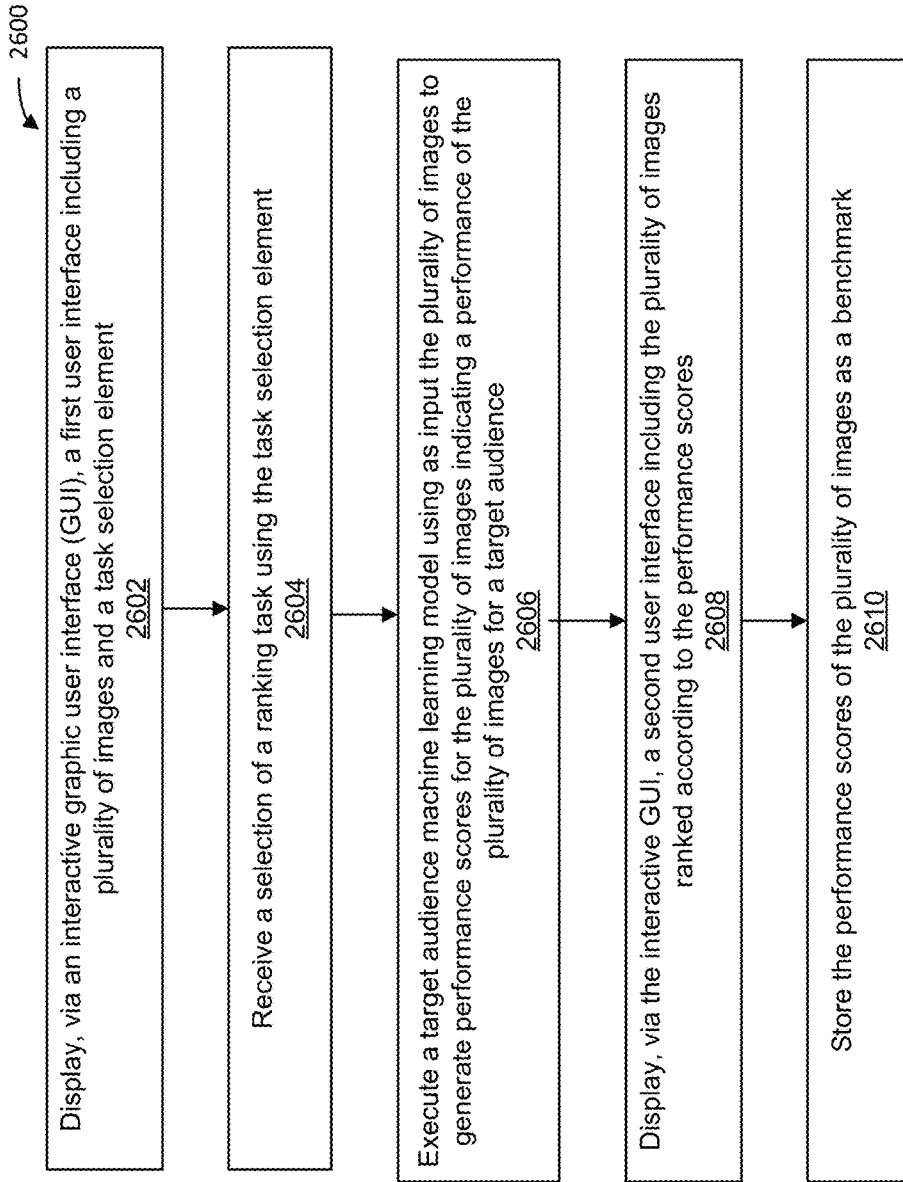 2600
Display, via an interactive graphic user interface (GUI), a first user interface including a
plurality of images and a task selection element
2602
Receive a selection of a ranking task using the task selection element
2604
Execute a target audience machine learning model using as input the plurality of images to
generate performance scores for the plurality of images indicating a performance of the
plurality of images for a target audience
2606
Display, via the interactive GUI, a second user interface including the plurality of images
ranked according to the performance scores
2608
Store the performance scores of the plurality of images as a benchmark
2610